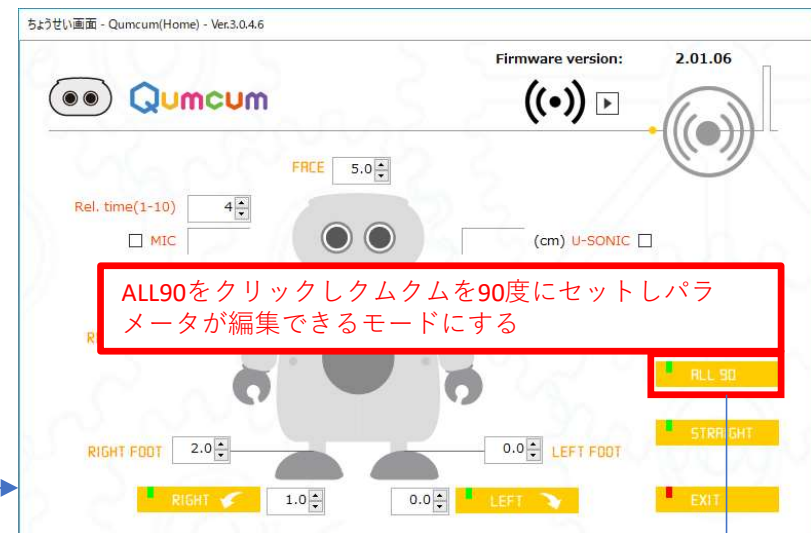 ちょうせい画面 - Qumcum(Home) - Ver.3.0.4.6
Firmware version: 2.01.06
Qumcum
FACE 5.0
Rel. time(1-10) 4
MIC
(cm) U-SONIC
ALL90をクリックしクムクムを90度にセットしパラ
メータが編集できるモードにする
ALL 90
STRAIGHT
RIGHT FOOT 2.0
0.0 LEFT FOOT
RIGHT 1.0 0.0 LEFT
EXIT